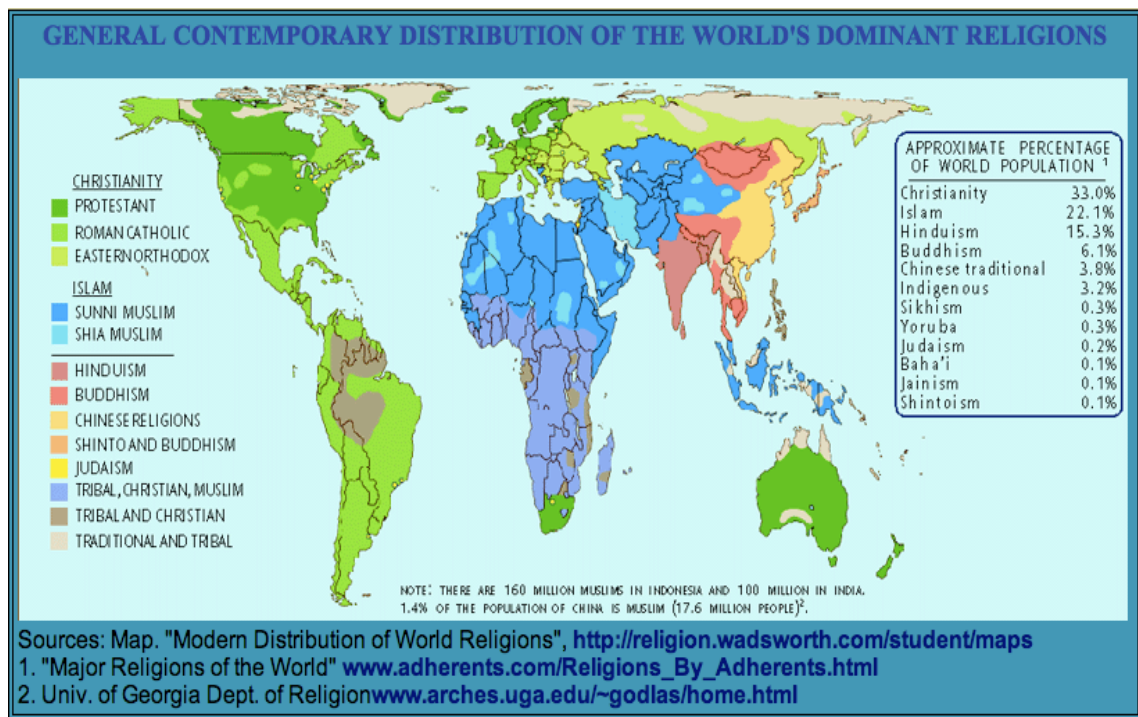 GENERAL CONTEMPORARY DISTRIBUTION OF THE WORLD'S DOMINANT RELIGIONS
CHRISTIANITY
PROTESTANT
ROMAN CATHOLIC
EASTERN ORTHODOX
ISLAM
SUNNI MUSLIM
SHIA MUSLIM
HINDUISM
BUDDHISM
CHINESE RELIGIONS
SHINTO AND BUDDHISM
JUDAISM
TRIBAL, CHRISTIAN, MUSLIM
TRIBAL AND CHRISTIAN
TRADITIONAL AND TRIBAL
APPROXIMATE PERCENTAGE
OF WORLD POPULATION 1
Christianity 33.0%
Islam 22.1%
Hinduism 15.3%
Buddhism 6.1%
Chinese traditional 3.8%
Indigenous 3.2%
Sikhism 0.3%
Yoruba 0.3%
Judaism 0.2%
Baha'i 0.1%
Jainism 0.1%
Shintoism 0.1%
NOTE: THERE ARE 160 MILLION MUSLIMS IN INDONESIA AND 100 MILLION IN INDIA.
1.4% OF THE POPULATION OF CHINA IS MUSLIM (17.6 MILLION PEOPLE)2.
Sources: Map. "Modern Distribution of World Religions", http://religion.wadsworth.com/student/maps
1. "Major Religions of the World" www.adherents.com/Religions_By_Adherents.html
2. Univ. of Georgia Dept. of Religionwww.arches.uga.edu/~godlas/home.html